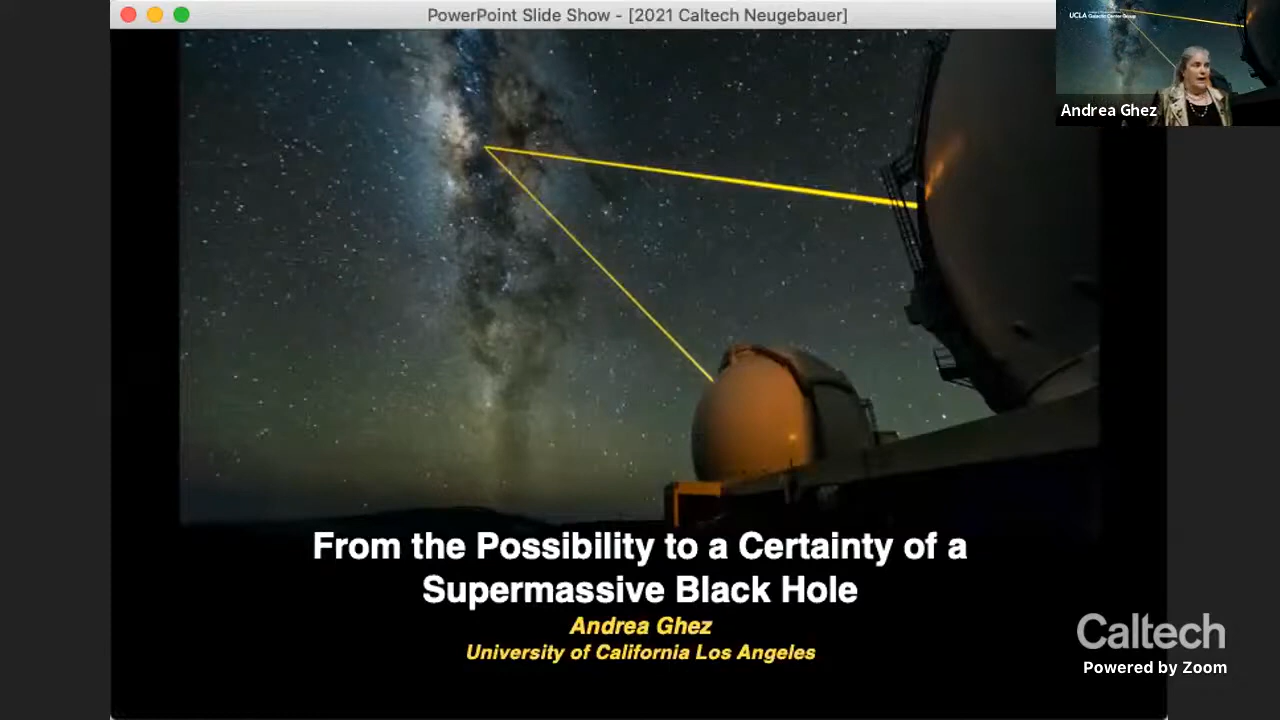 PowerPoint Slide Show - [2021 Caltech Neugebauer]
UCLA
Andrea Ghez
From the Possibility to a Certainty of a
Supermassive Black Hole
Andrea Ghez
University of California Los Angeles
Caltech
Powered by Zoom